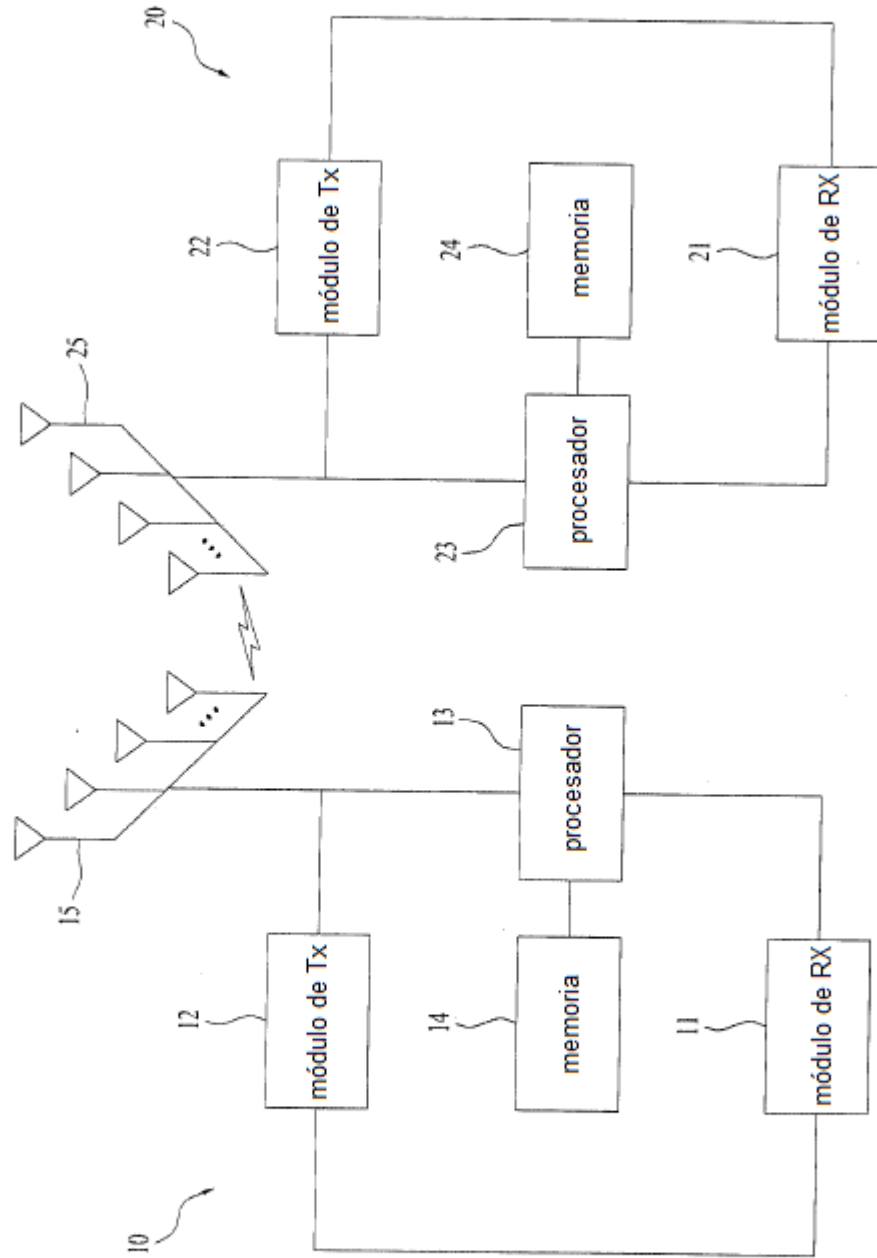 10
20
15
25
12
módulo de Tx
22
módulo de Tx
13
procesador
14
memoria
23
procesador
24
memoria
11
módulo de RX
21
módulo de RX